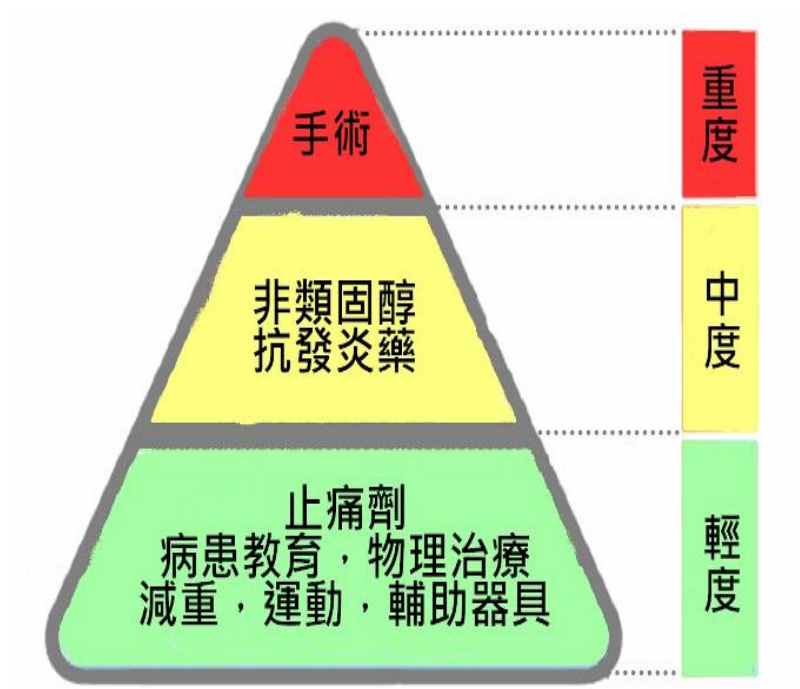 手術
重度
非類固醇
抗發炎藥
中度
止痛劑
病患教育，物理治療
減重，運動，輔助器具
輕度